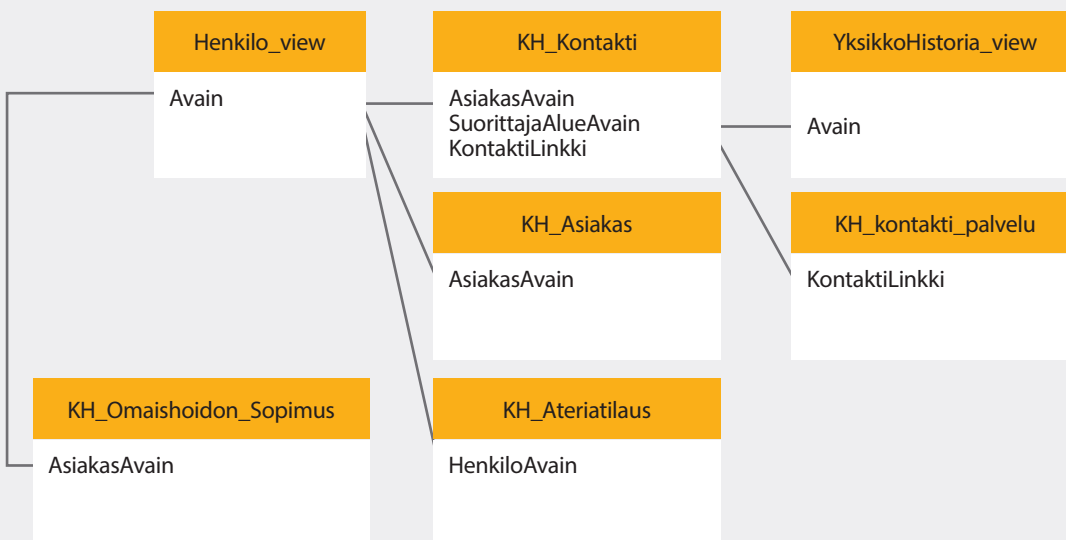 Henkilo_view
Avain
KH_Kontakti
AsiakasAvain
SuorittajaAlueAvain
KontaktiLinkki
YksikkoHistoria_view
Avain
KH_Asiakas
AsiakasAvain
KH_kontakti_palvelu
KontaktiLinkki
KH_Omaishoidon_Sopimus
AsiakasAvain
KH_Ateriatilaus
HenkiloAvain